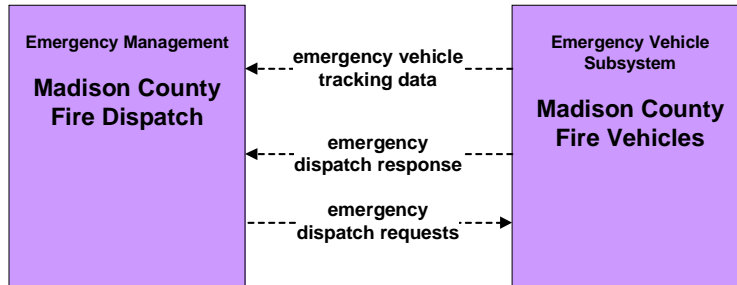 Emergency Management
Madison County
Fire Dispatch
emergency vehicle
tracking data
emergency
dispatch response
emergency
dispatch requests
Emergency Vehicle
Subsystem
Madison County
Fire Vehicles